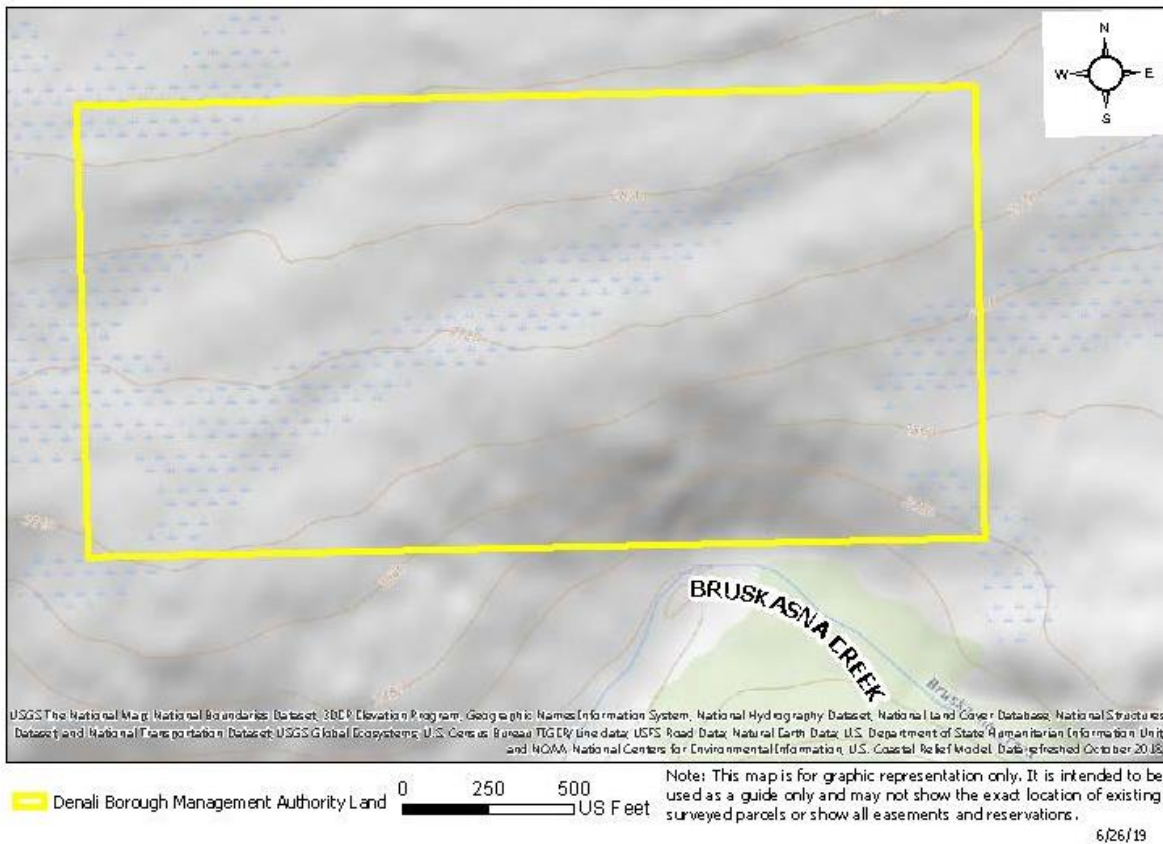 N
W E
S
BRUSKASNA CREEK
USGS The National Map: National Boundaries Dataset, 3DEP Elevation Program, Geographic Names Information System, National Hydrography Dataset, National Land Cover Database, National Structures
Dataset, and National Transportation Dataset; USGS Global Ecosystems; U.S. Census Bureau TIGER/Line data; USFS Road Data; Natural Earth Data; U.S. Department of State Humanitarian Information Unit;
and NOAA National Centers for Environmental Information, U.S. Coastal Relief Model. Data refreshed October 2018.
Denali Borough Management Authority Land
0 250 500
US Feet
Note: This map is for graphic representation only. It is intended to be
used as a guide only and may not show the exact location of existing
surveyed parcels or show all easements and reservations.
6/26/19